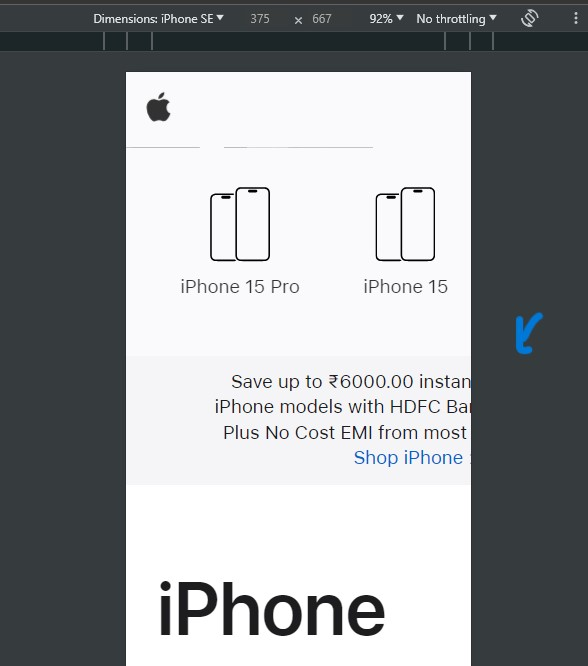 Dimensions: iPhone SE 375 × 667 92% No throttling
iPhone 15 Pro iPhone 15
Save up to ₹6000.00 instan
iPhone models with HDFC Ba
Plus No Cost EMI from most
Shop iPhone
iPhone